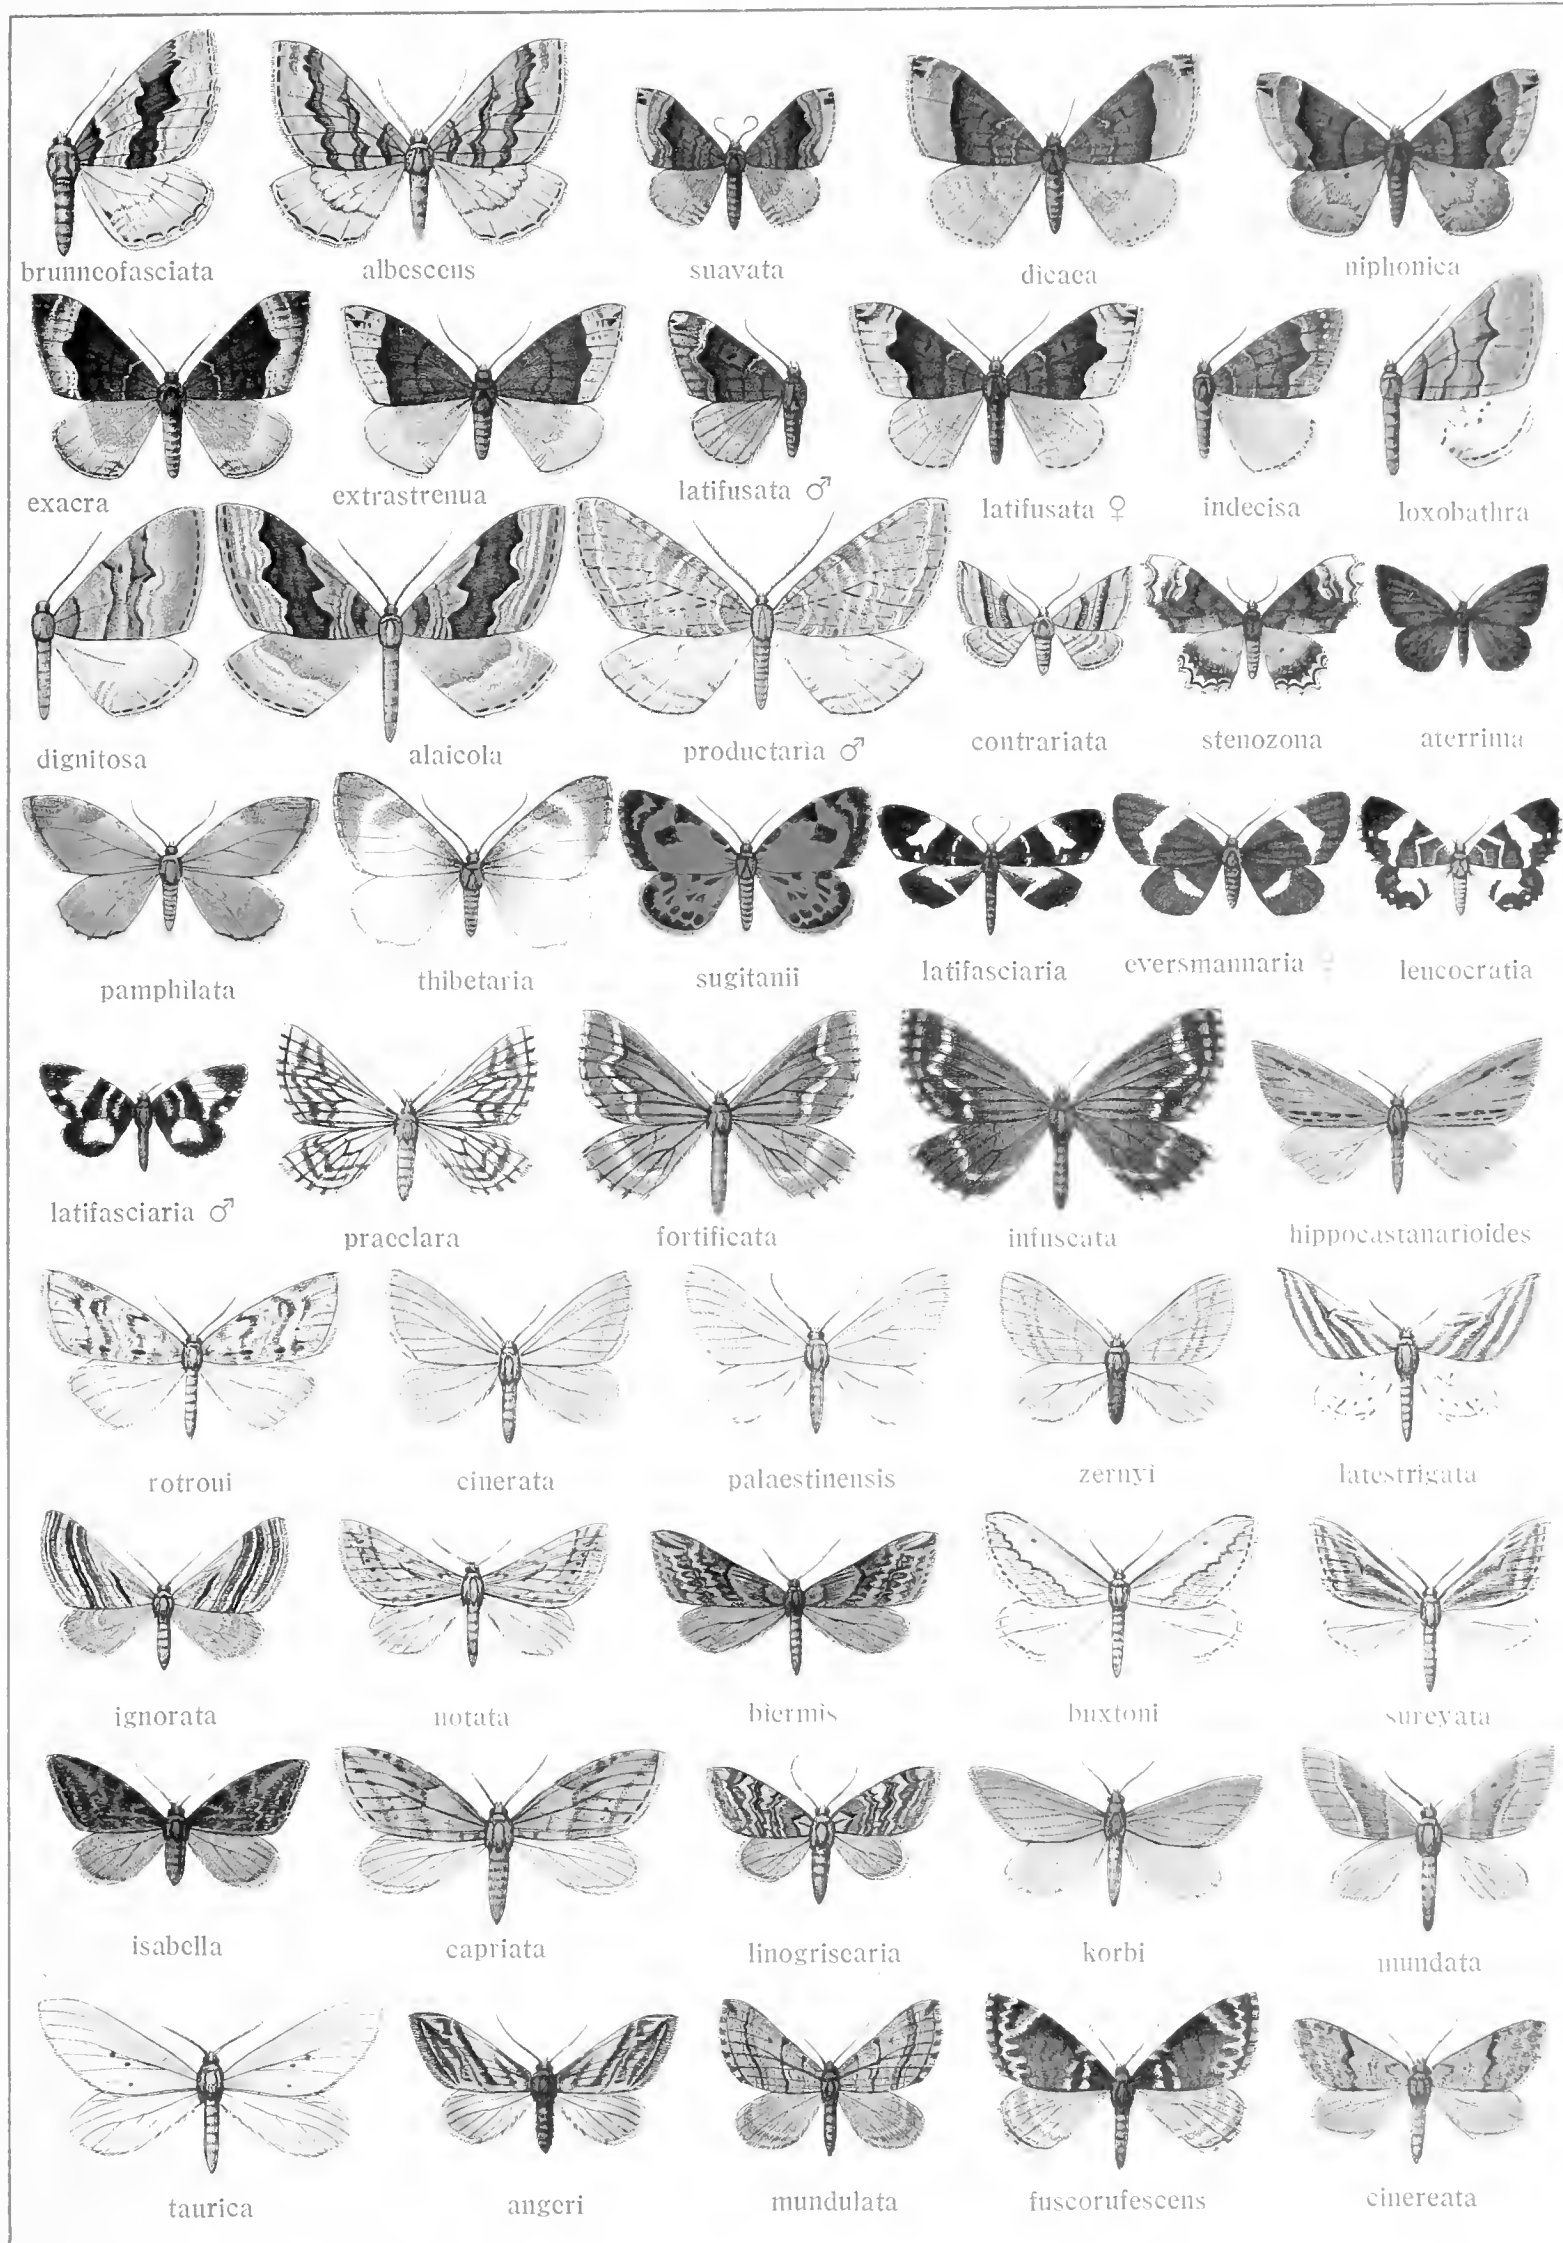 brunneofasciata albescens suavata dicaea niphonica
exacra extrastrenua latifusata ♂ latifusata ♀ indecisa loxobathra
dignitosa alaicola productaria ♂ contrariata stenozona aterrima
pamphilata thibetaria sugitanii latifasciaria eversmannaria ♀ leucocratia
latifasciaria ♂ praeclara fortificata infuscata hippocastanarioides
rotroui cinerata palaestinensis zernyi latestrigata
ignorata notata biermis buxtoni sureyata
isabella capriata linogrisearia korbi mundata
taurica angeri mundulata fuscorufescens cinereata